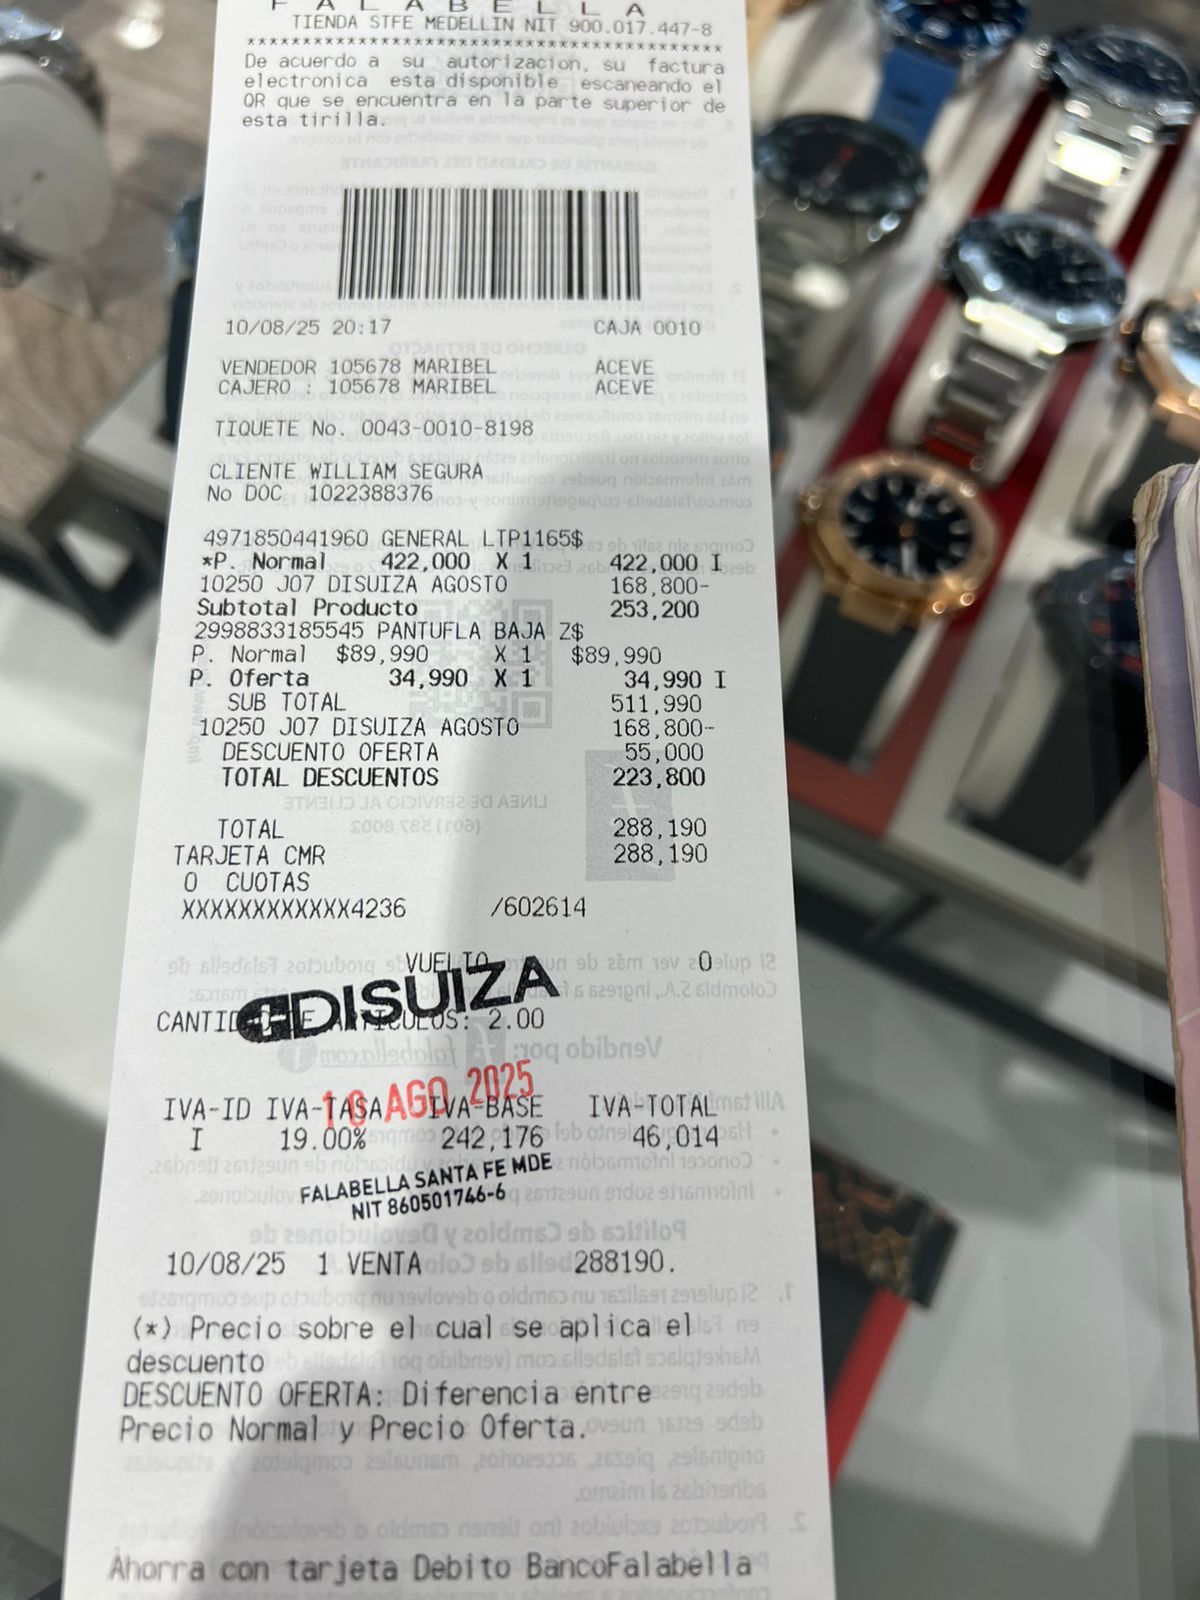 FALABELLA
TIENDA STFE MEDELLIN NIT 900.017.447-8
******************************************
De acuerdo a su autorizacion, su factura
electronica esta disponible escaneando el
QR que se encuentra en la parte superior de
esta tirilla.
10/08/25 20:17 CAJA 0010
VENDEDOR 105678 MARIBEL ACEVE
CAJERO : 105678 MARIBEL ACEVE
TIQUETE No. 0043-0010-8198
CLIENTE WILLIAM SEGURA
No DOC 1022388376
4971850441960 GENERAL LTP1165$
*P. Normal 422,000 X 1 422,000 I
10250 J07 DISUIZA AGOSTO 168,800-
Subtotal Producto 253,200
2998833185545 PANTUFLA BAJA Z$
P. Normal $89,990 X 1 $89,990
P. Oferta 34,990 X 1 34,990 I
SUB TOTAL 511,990
10250 J07 DISUIZA AGOSTO 168,800-
DESCUENTO OFERTA 55,000
TOTAL DESCUENTOS 223,800
TOTAL 288,190
TARJETA CMR 288,190
0 CUOTAS
XXXXXXXXXXXX4236 /602614
VUELTO 0
DISUIZA
CANTIDAD DE ARTICULOS: 2.00
10 AGO 2025
IVA-ID IVA-TASA IVA-BASE IVA-TOTAL
I 19.00% 242,176 46,014
FALABELLA SANTA FE MDE
NIT 860501746-6
10/08/25 1 VENTA 288190.
(*) Precio sobre el cual se aplica el
descuento
DESCUENTO OFERTA: Diferencia entre
Precio Normal y Precio Oferta.
Ahorra con tarjeta Debito BancoFalabella